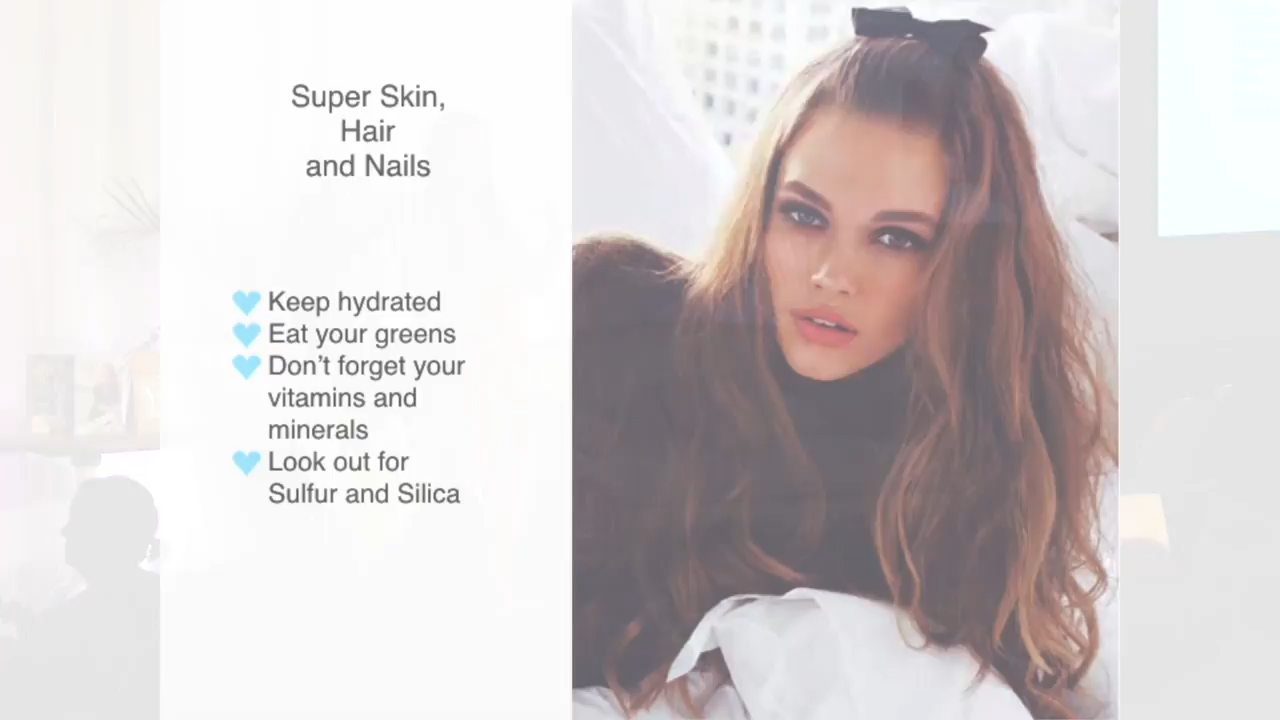 Super Skin,
Hair
and Nails
Keep hydrated
Eat your greens
Don’t forget your
vitamins and
minerals
Look out for
Sulfur and Silica